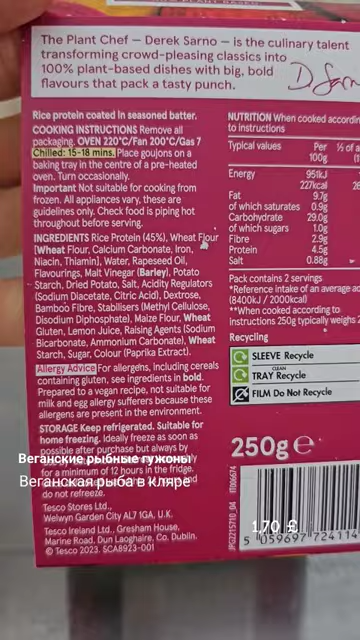 The Plant Chef – Derek Sarno – is the culinary talent
transforming crowd-pleasing classics into
100% plant-based dishes with big, bold
flavours that pack a tasty punch.
Rice protein coated in seasoned batter.
COOKING INSTRUCTIONS Remove all
packaging. OVEN 220°C/Fan 200°C/Gas 7
Chilled: 15-18 mins. Place goujons on a
baking tray in the centre of a pre-heated
oven. Turn occasionally.
Important Not suitable for cooking from
frozen. All appliances vary, these are
guidelines only. Check food is piping hot
throughout before serving.
INGREDIENTS Rice Protein (45%), Wheat Flour
[Wheat Flour, Calcium Carbonate, Iron,
Niacin, Thiamin], Water, Rapeseed Oil,
Flavourings, Malt Vinegar (Barley), Potato
Starch, Dried Potato, Salt, Acidity Regulators
(Sodium Diacetate, Citric Acid), Dextrose,
Bamboo Fibre, Stabilisers (Methyl Cellulose,
Disodium Diphosphate), Maize Flour, Wheat
Gluten, Lemon Juice, Raising Agents (Sodium
Bicarbonate, Ammonium Carbonate), Wheat
Starch, Sugar, Colour (Paprika Extract).
Allergy Advice For allergens, including cereals
containing gluten, see ingredients in bold.
Prepared to a vegan recipe, not suitable for
milk and egg allergy sufferers because these
allergens are present in the environment.
STORAGE Keep refrigerated. Suitable for
home freezing. Ideally freeze as soon as
possible after purchase but always by
Веганские рыбные гужоны
for a minimum of 12 hours in the fridge.
Веганская рыба в кляре
do not refreeze.
Tesco Stores Ltd.,
Welwyn Garden City AL7 1GA, U.K.
Tesco Ireland Ltd., Gresham House,
Marine Road, Dun Laoghaire, Co. Dublin.
© Tesco 2023. SCA8923-001
NUTRITION When cooked according
to instructions
Typical values Per
100g
½ of a
Energy 951kJ
227kcal
Fat 9.7g
of which saturates 0.9g
Carbohydrate 29.0g
of which sugars 1.0g
Fibre 2.9g
Protein 4.5g
Salt 0.88g
Pack contains 2 servings
*Reference intake of an average ad
(8400kJ / 2000kcal)
**When cooked according to
instructions 250g typically weighs 2
Recycling
SLEEVE Recycle
CLEAN
TRAY Recycle
FILM Do Not Recycle
250g e
JPG2215710_04 IT006674
1.70 £
5 059697 724114